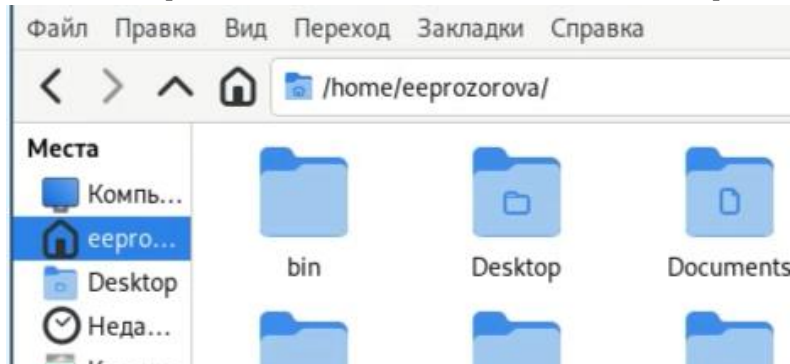 Файл Правка Вид Переход Закладки Справка
/home/eeprozorova/
Места
Компь...
eepro...
Desktop
Неда...
bin Desktop Documents